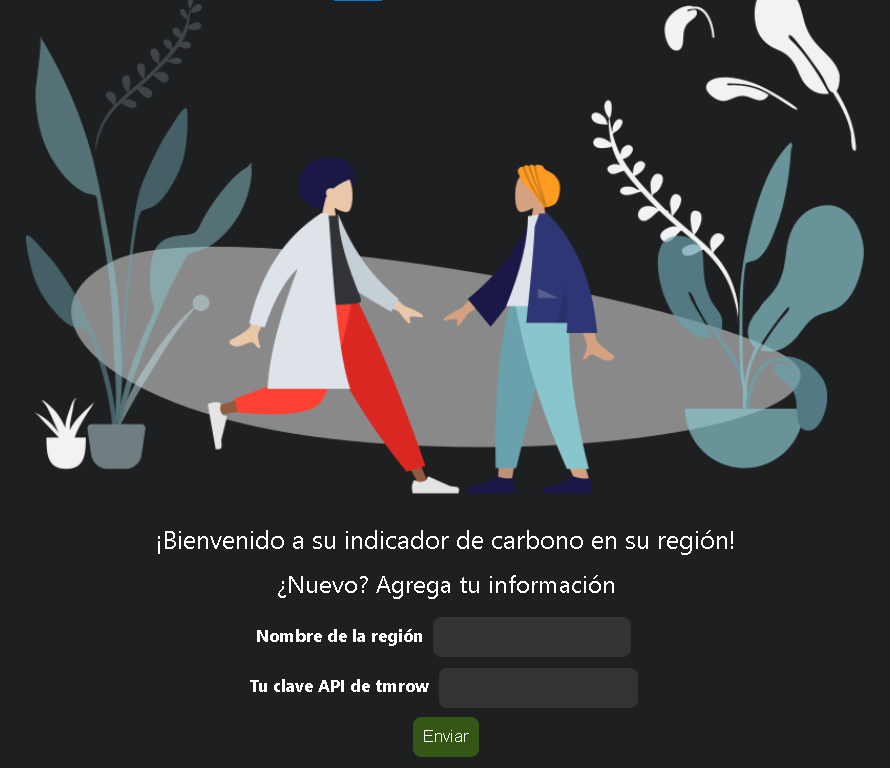 ¡Bienvenido a su indicador de carbono en su región!
¿Nuevo? Agrega tu información
Nombre de la región
Tu clave API de tmrow
Enviar